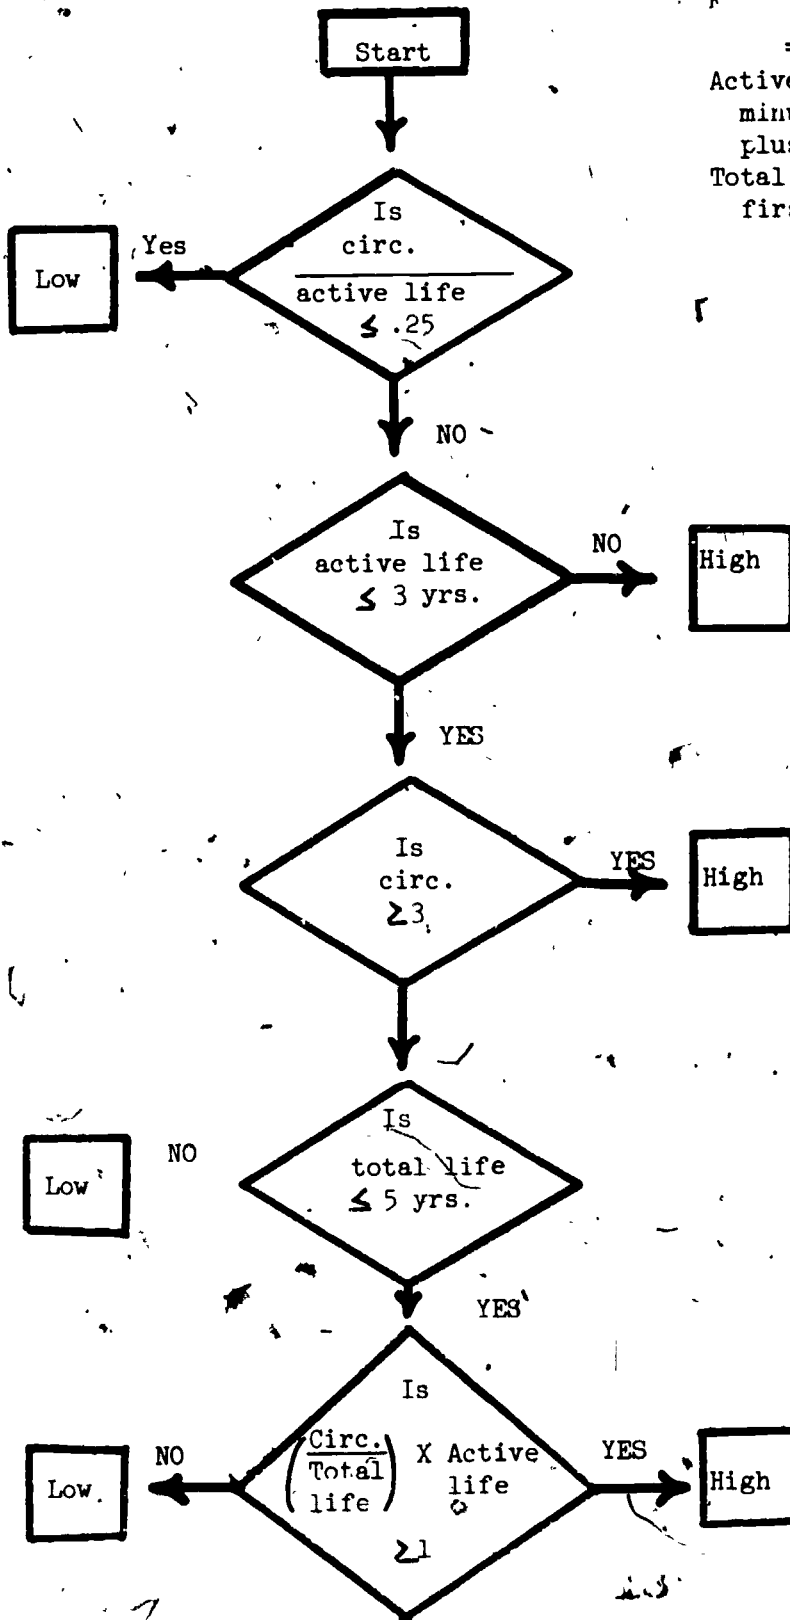 Start
=
Active
minu
plus
Total
firs
Is
circ.
active life
≤ .25
Yes
Low
NO
Is
active life
≤ 3 yrs.
NO
High
YES
Is
circ.
≥3
YES
High
Is
total life
≤ 5 yrs.
NO
Low
YES
Is
(Circ. X Active
Total life
life)
≥1
NO
Low
YES
High